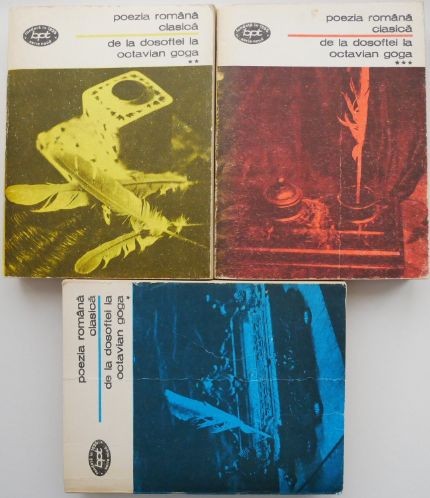 poezia română
clasică
de la dosoftei la
octavian goga
**
bpt
poezia română
clasică
de la dosoftei la
octavian goga
***
bpt
poezia română
clasică
de la dosoftei la
octavian goga *
bpt